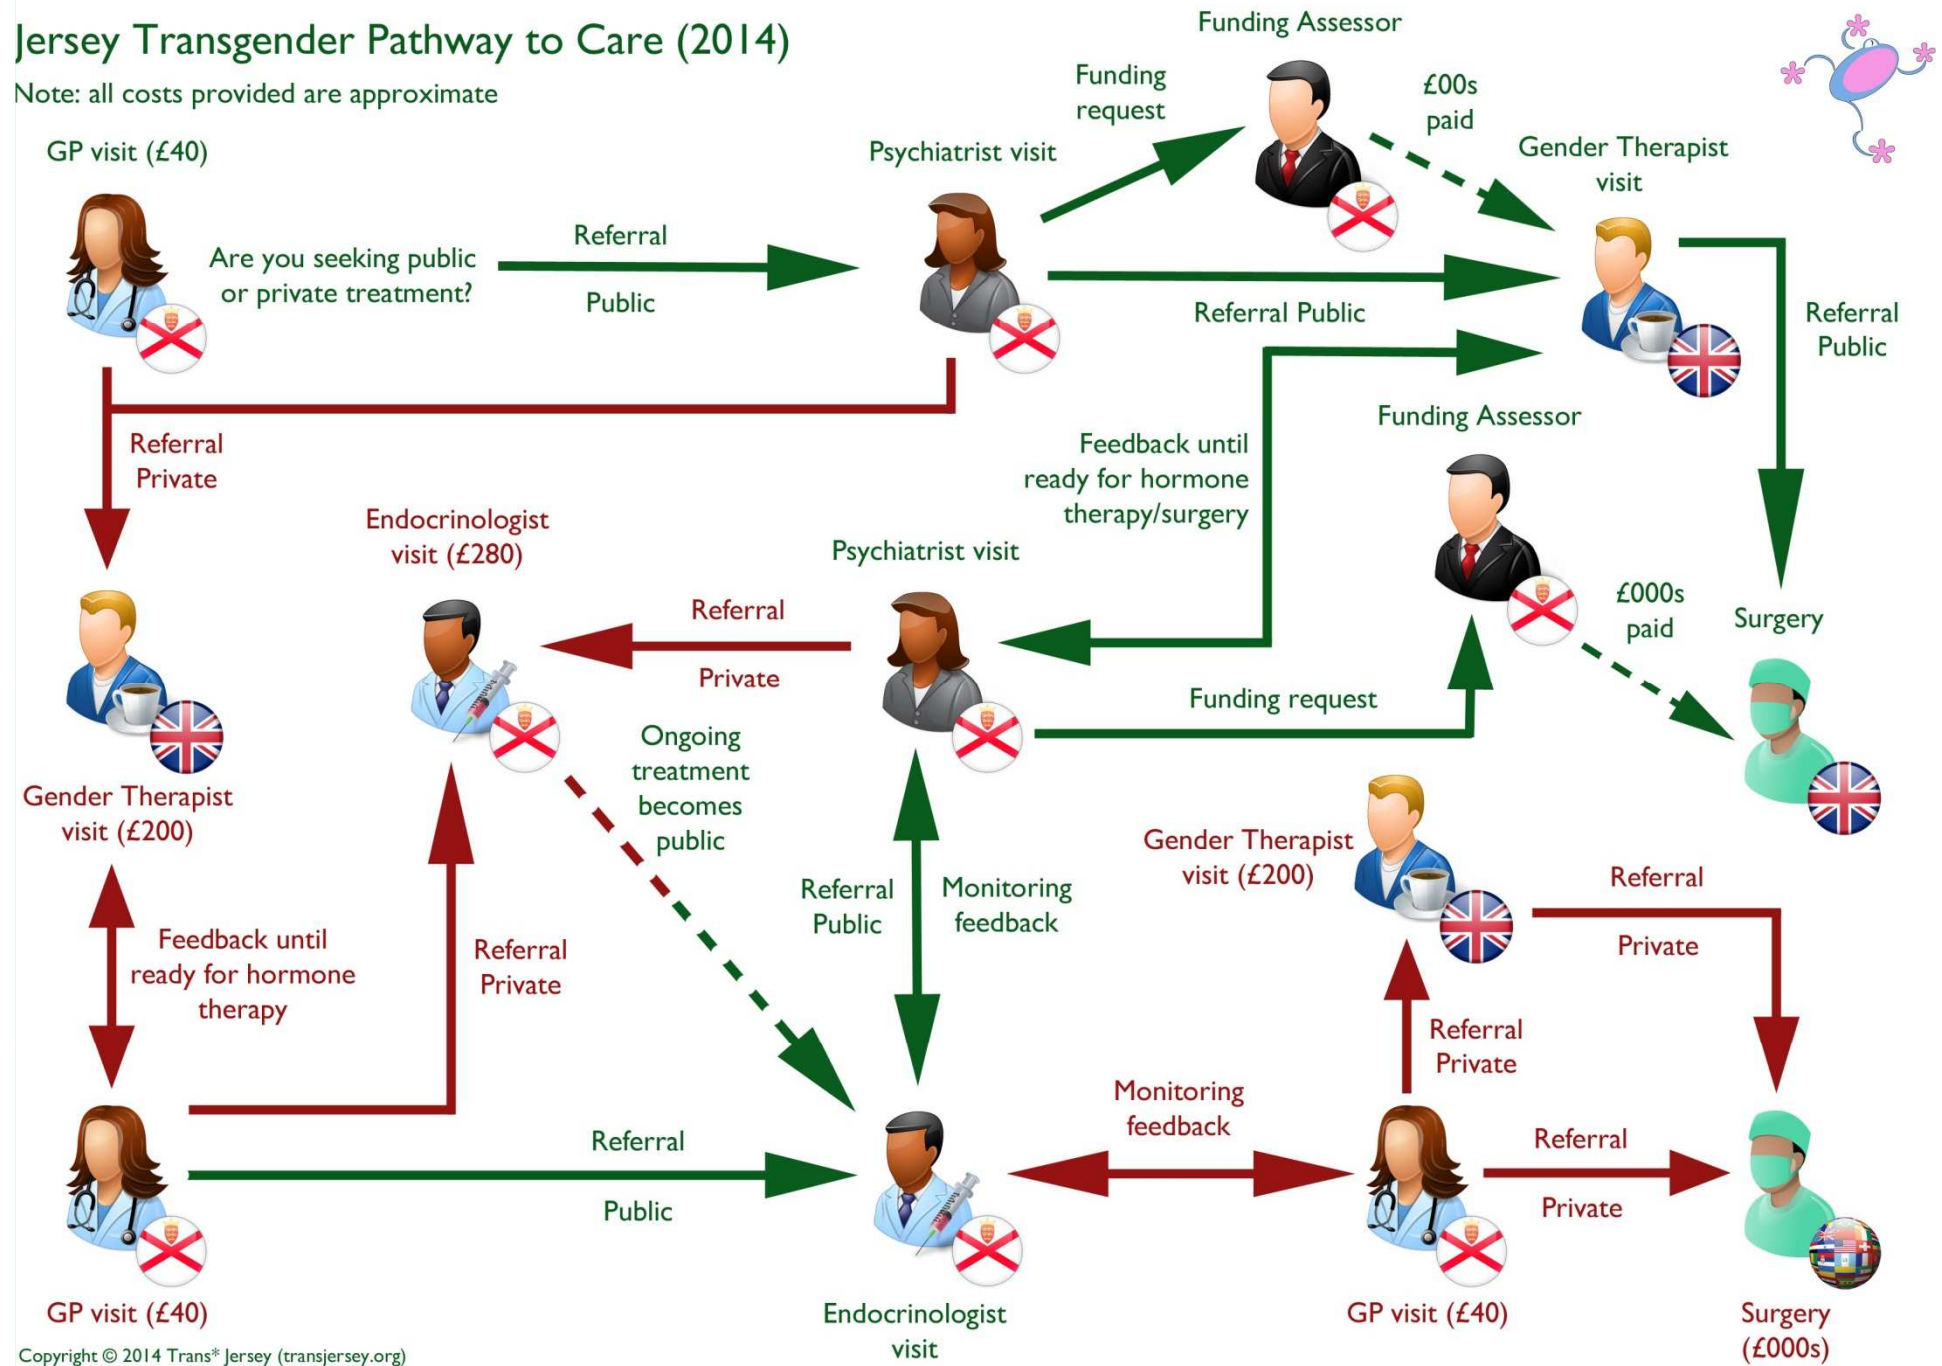 Jersey Transgender Pathway to Care (2014)
Note: all costs provided are approximate
GP visit (£40)
Are you seeking public
or private treatment?
Referral
Public
Psychiatrist visit
Funding
request
Funding Assessor
£00s
paid
Gender Therapist
visit
Referral Public
Referral
Public
Referral
Private
Feedback until
ready for hormone
therapy/surgery
Funding Assessor
£000s
paid
Surgery
Endocrinologist
visit (£280)
Referral
Private
Psychiatrist visit
Funding request
Gender Therapist
visit (£200)
Ongoing
treatment
becomes
public
Feedback until
ready for hormone
therapy
Referral
Private
Referral
Public
Monitoring
feedback
Gender Therapist
visit (£200)
Referral
Private
Referral
Private
GP visit (£40)
Referral
Public
Endocrinologist
visit
Monitoring
feedback
GP visit (£40)
Referral
Private
Surgery
(£000s)
Copyright © 2014 Trans* Jersey (transjersey.org)